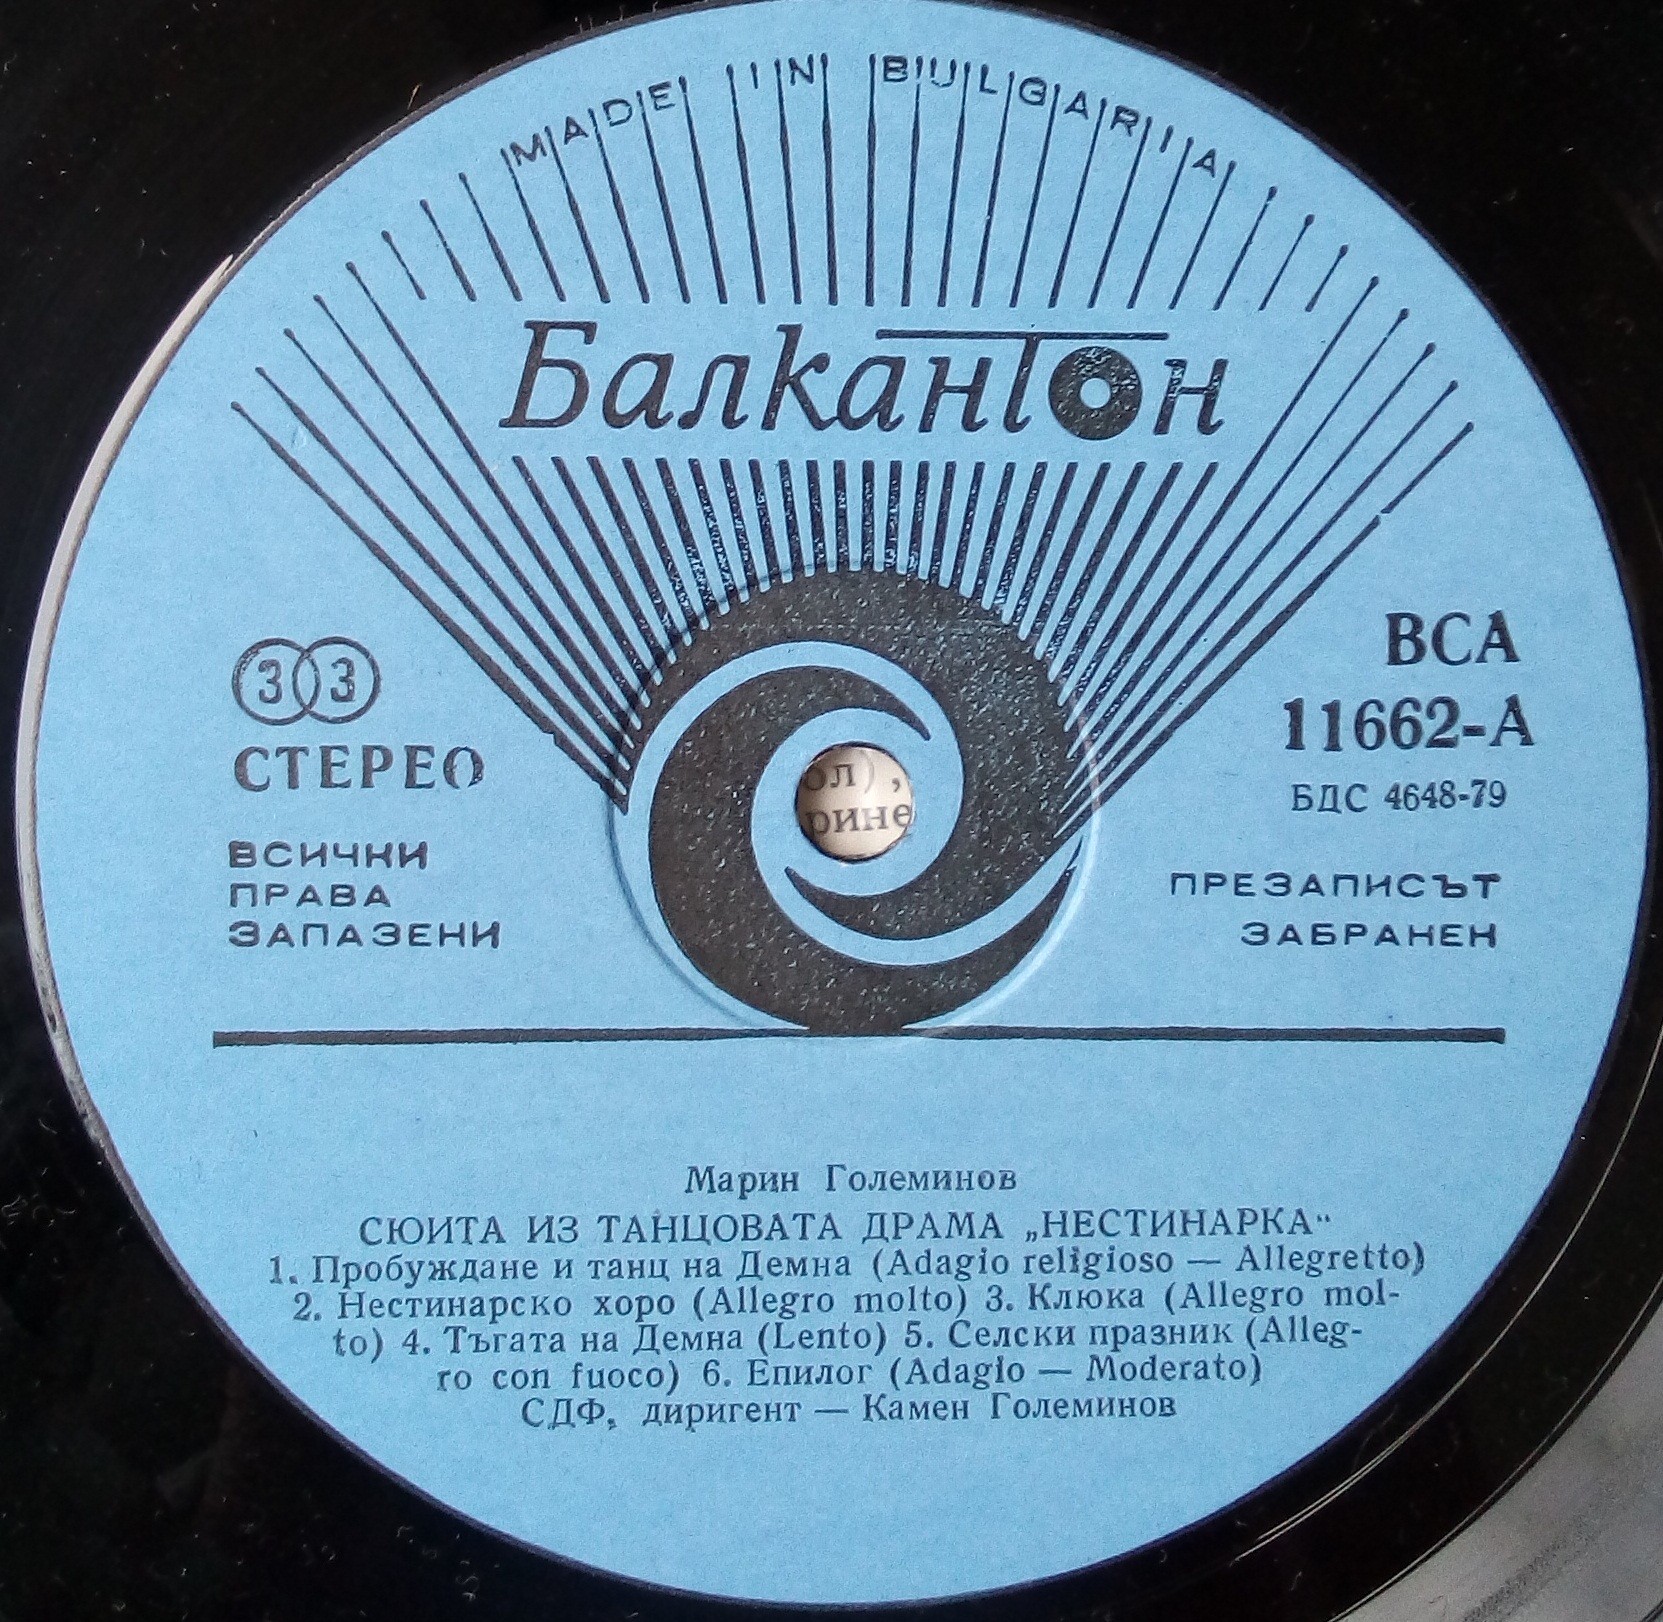 MADE IN BULGARIA
Балкантон
33
СТЕРЕО
ВСИЧКИ
ПРАВА
ЗАПАЗЕНИ
ВСА
11662-А
БДС 4648-79
ПРЕЗАПИСЪТ
ЗАБРАНЕН
ол),
рине
Марин Големинов
СЮИТА ИЗ ТАНЦОВАТА ДРАМА „НЕСТИНАРКА“
1. Пробуждане и танц на Демна (Adagio religioso — Allegretto)
2. Нестинарско хоро (Allegro molto) 3. Клюка (Allegro mol-
to) 4. Тъгата на Демна (Lento) 5. Селски празник (Alleg-
ro con fuoco) 6. Епилог (Adagio — Moderato)
СДФ, диригент — Камен Големинов